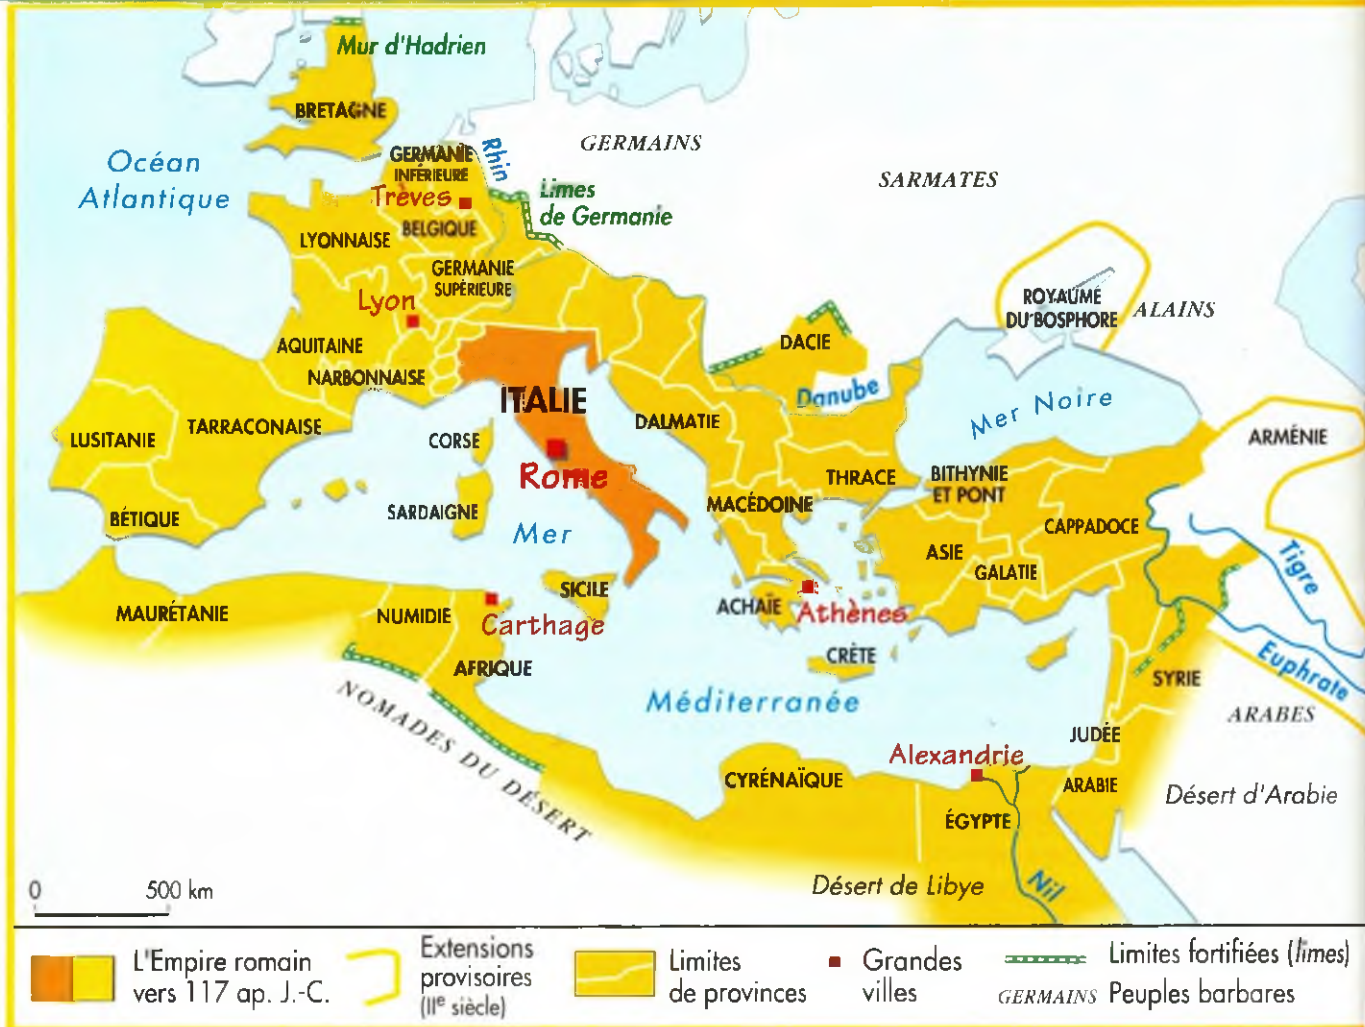 Mur d'Hadrien
BRETAGNE
Océan
Atlantique
GERMANIE
INFÉRIEURE
Rhin
GERMAINS
SARMATES
Trèves
Limes
de Germanie
BELGIQUE
LYONNAISE
GERMANIE
SUPÉRIEURE
Lyon
ROYAUME
DU BOSPHORE
ALAINS
AQUITAINE
DACIE
NARBONNAISE
ITALIE
Danube
Mer Noire
TARRACONAISE
LUSITANIE
CORSE
DALMATIE
ARMÉNIE
Rome
THRACE
BITHYNIE
ET PONT
BÉTIQUE
SARDAIGNE
MACÉDOINE
CAPPADOCE
Mer
ASIE
GALATIE
Tigre
SICILE
MAURÉTANIE
NUMIDIE
Carthage
ACHAÏE
Athènes
CRÈTE
Euphrate
AFRIQUE
SYRIE
NOMADES DU DÉSERT
Méditerranée
ARABES
JUDÉE
Alexandrie
CYRÉNAÏQUE
ARABIE
Désert d'Arabie
ÉGYPTE
Désert de Libye
Nil
0 500 km
L'Empire romain
vers 117 ap. J.-C.
Extensions
provisoires
(IIe siècle)
Limites
de provinces
Grandes
villes
Limites fortifiées (limes)
GERMAINS Peuples barbares